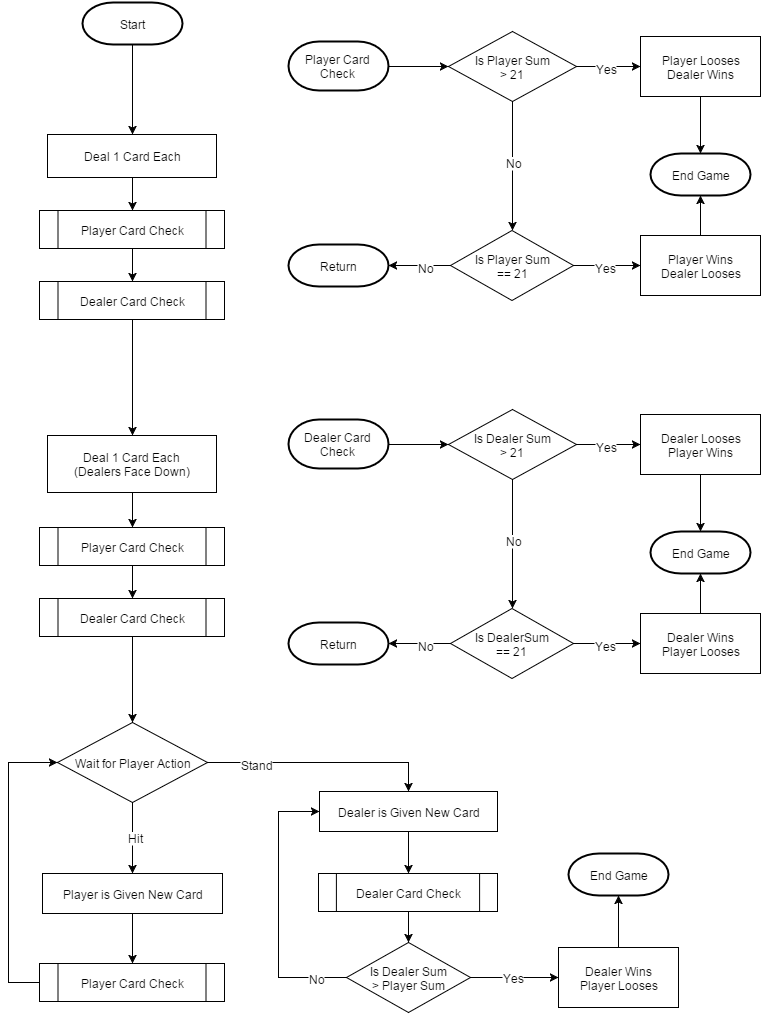 Start
Deal 1 Card Each
Player Card Check
Dealer Card Check
Deal 1 Card Each
(Dealers Face Down)
Player Card Check
Dealer Card Check
Wait for Player Action
Stand
Hit
Player is Given New Card
Player Card Check
Dealer is Given New Card
Dealer Card Check
Is Dealer Sum
> Player Sum
No
Yes
Dealer Wins
Player Looses
End Game
Player Card
Check
Is Player Sum
> 21
Yes
Player Looses
Dealer Wins
No
End Game
Return
No
Is Player Sum
== 21
Yes
Player Wins
Dealer Looses
Dealer Card
Check
Is Dealer Sum
> 21
Yes
Dealer Looses
Player Wins
No
End Game
Return
No
Is DealerSum
== 21
Yes
Dealer Wins
Player Looses